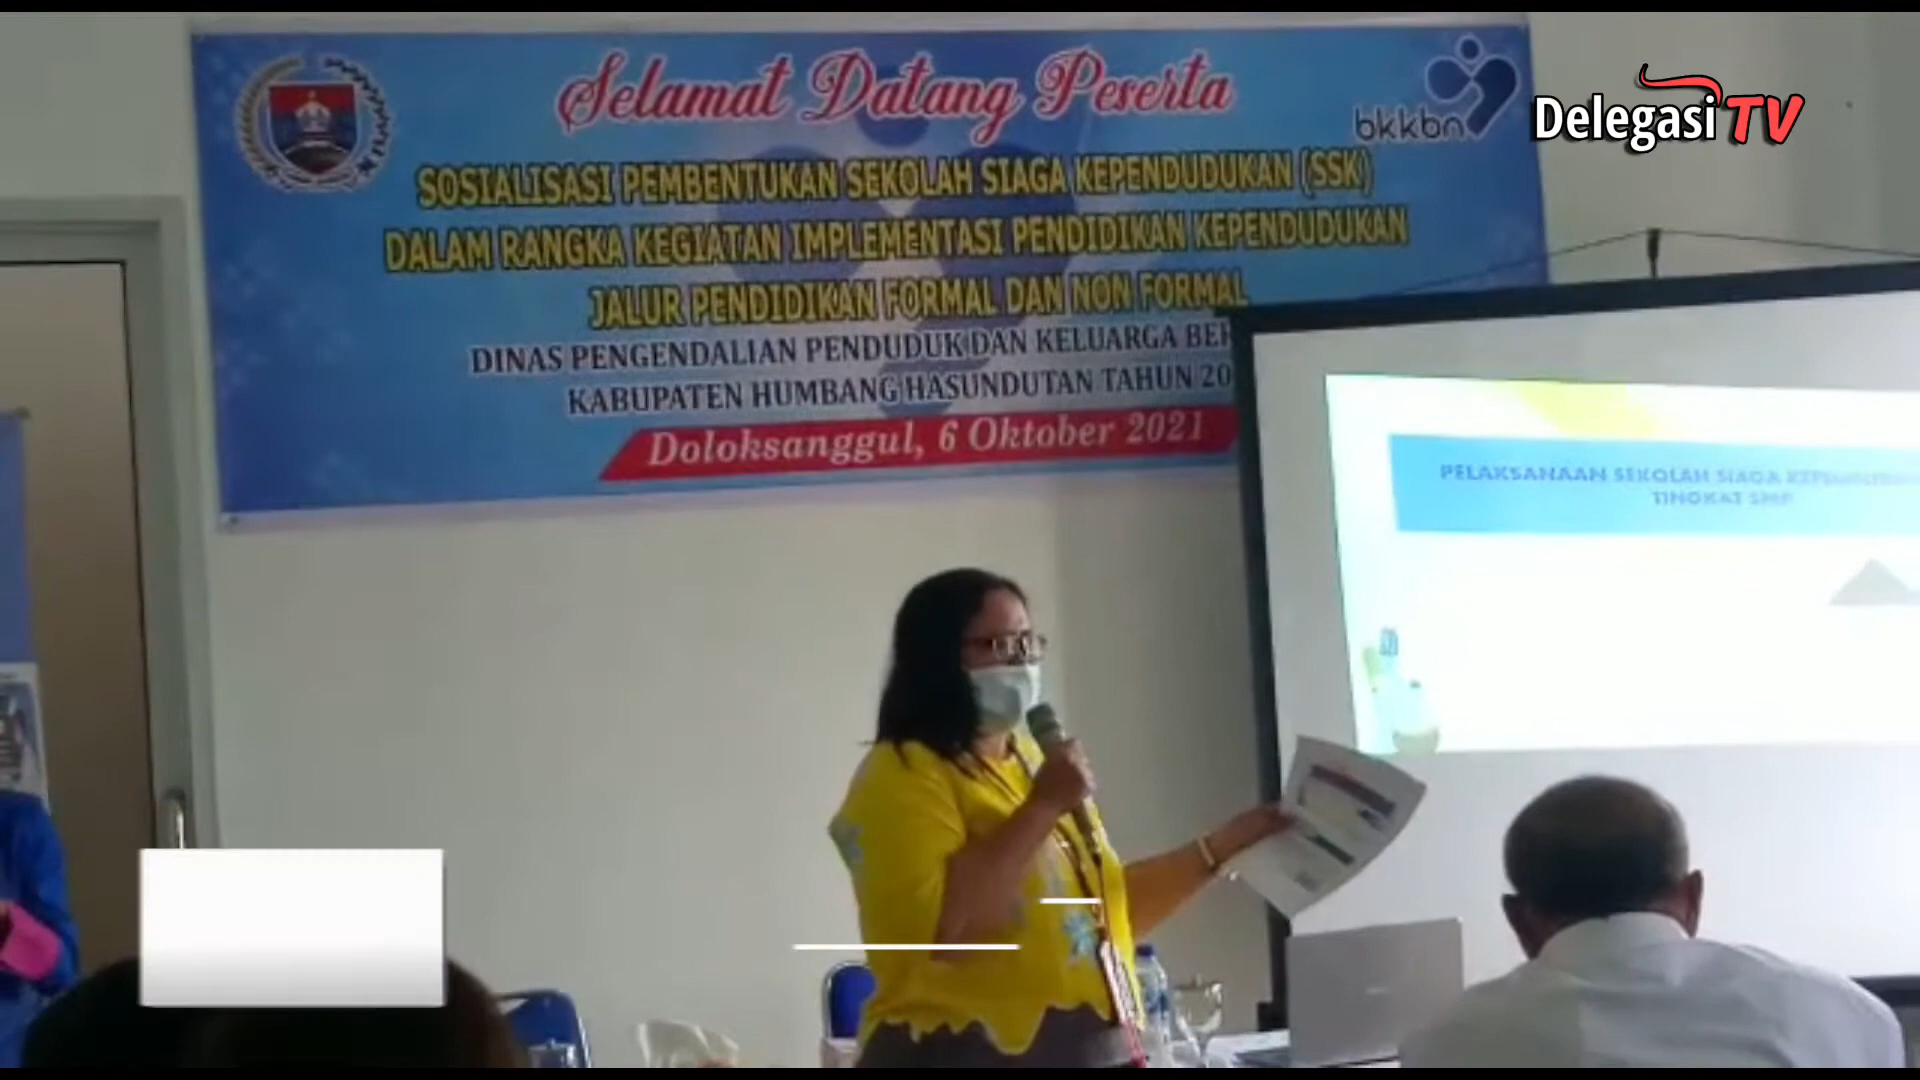 Selamat Datang Peserta
bkkbn
Delegasi TV
SOSIALISASI PEMBENTUKAN SEKOLAH SIAGA KEPENDUDUKAN (SSK)
DALAM RANGKA KEGIATAN IMPLEMENTASI PENDIDIKAN KEPENDUDUKAN
JALUR PENDIDIKAN FORMAL DAN NON FORMAL
DINAS PENGENDALIAN PENDUDUK DAN KELUARGA BER
KABUPATEN HUMBANG HASUNDUTAN TAHUN 20
Doloksanggul, 6 Oktober 2021
PELAKSANAAN SEKOLAH SIAGA
TINGKAT SMP